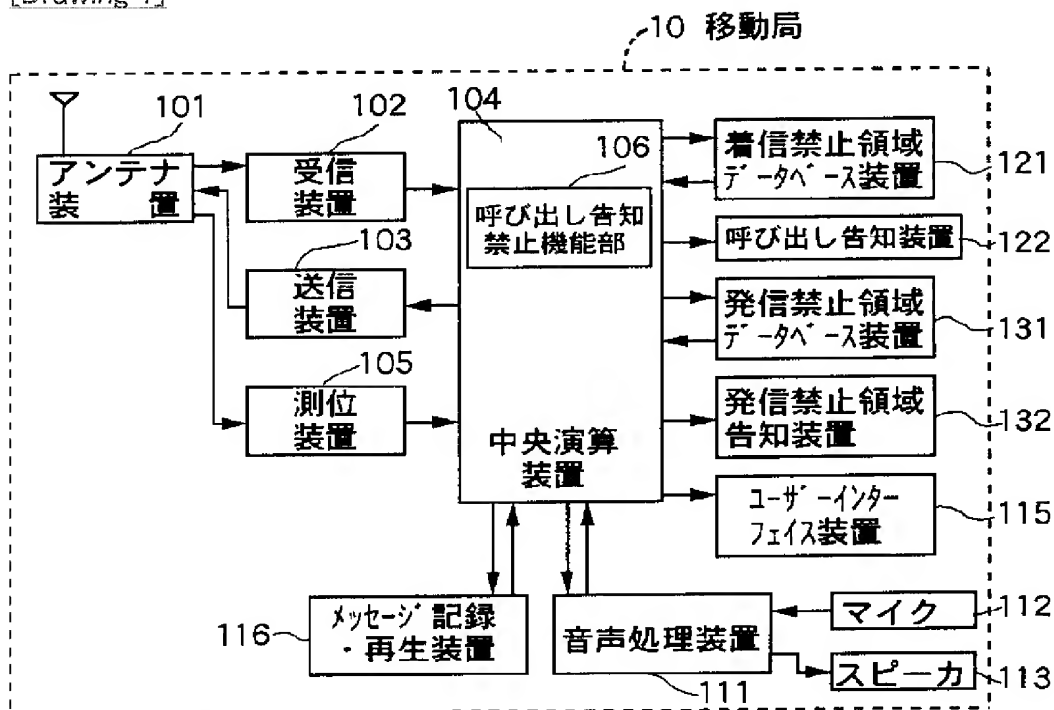 [Drawing 1]
10 移動局
101
アンテナ
装　置
102
受信
装置
103
送信
装置
105
測位
装置
104
106
呼び出し告知
禁止機能部
中央演算
装置
着信禁止領域
データベース装置
121
呼び出し告知装置
122
発信禁止領域
データベース装置
131
発信禁止領域
告知装置
132
ユーザーインター
フェイス装置
115
メッセージ記録
・再生装置
116
音声処理装置
111
マイク
112
スピーカ
113